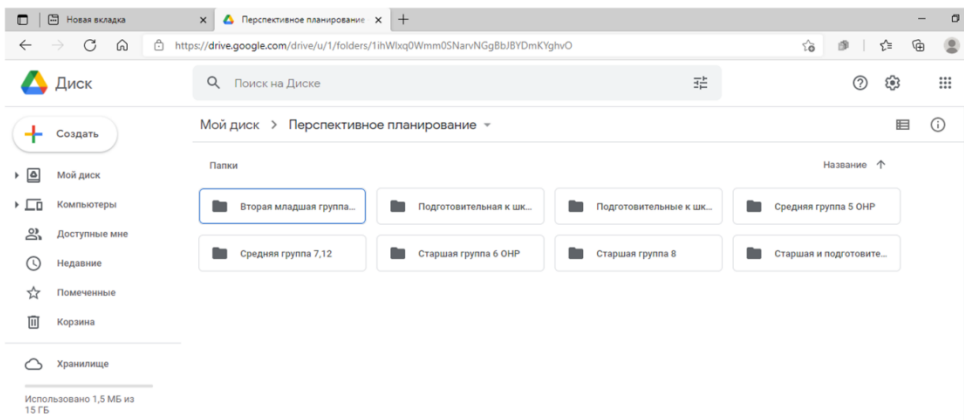 Новая вкладка
Перспективное планирование
https://drive.google.com/drive/u/1/folders/1ihWlxq0Wmm0SNarvNGgBbJBYDmKYghvO
Диск
Поиск на Диске
Создать
Мой диск > Перспективное планирование
Папки
Название
Мой диск
Компьютеры
Доступные мне
Недавние
Помеченные
Корзина
Хранилище
Использовано 1,5 МБ из
15 ГБ
Вторая младшая группа...
Подготовительная к шк...
Подготовительные к шк...
Средняя группа 5 ОНР
Средняя группа 7,12
Старшая группа 6 ОНР
Старшая группа 8
Старшая и подготовите...